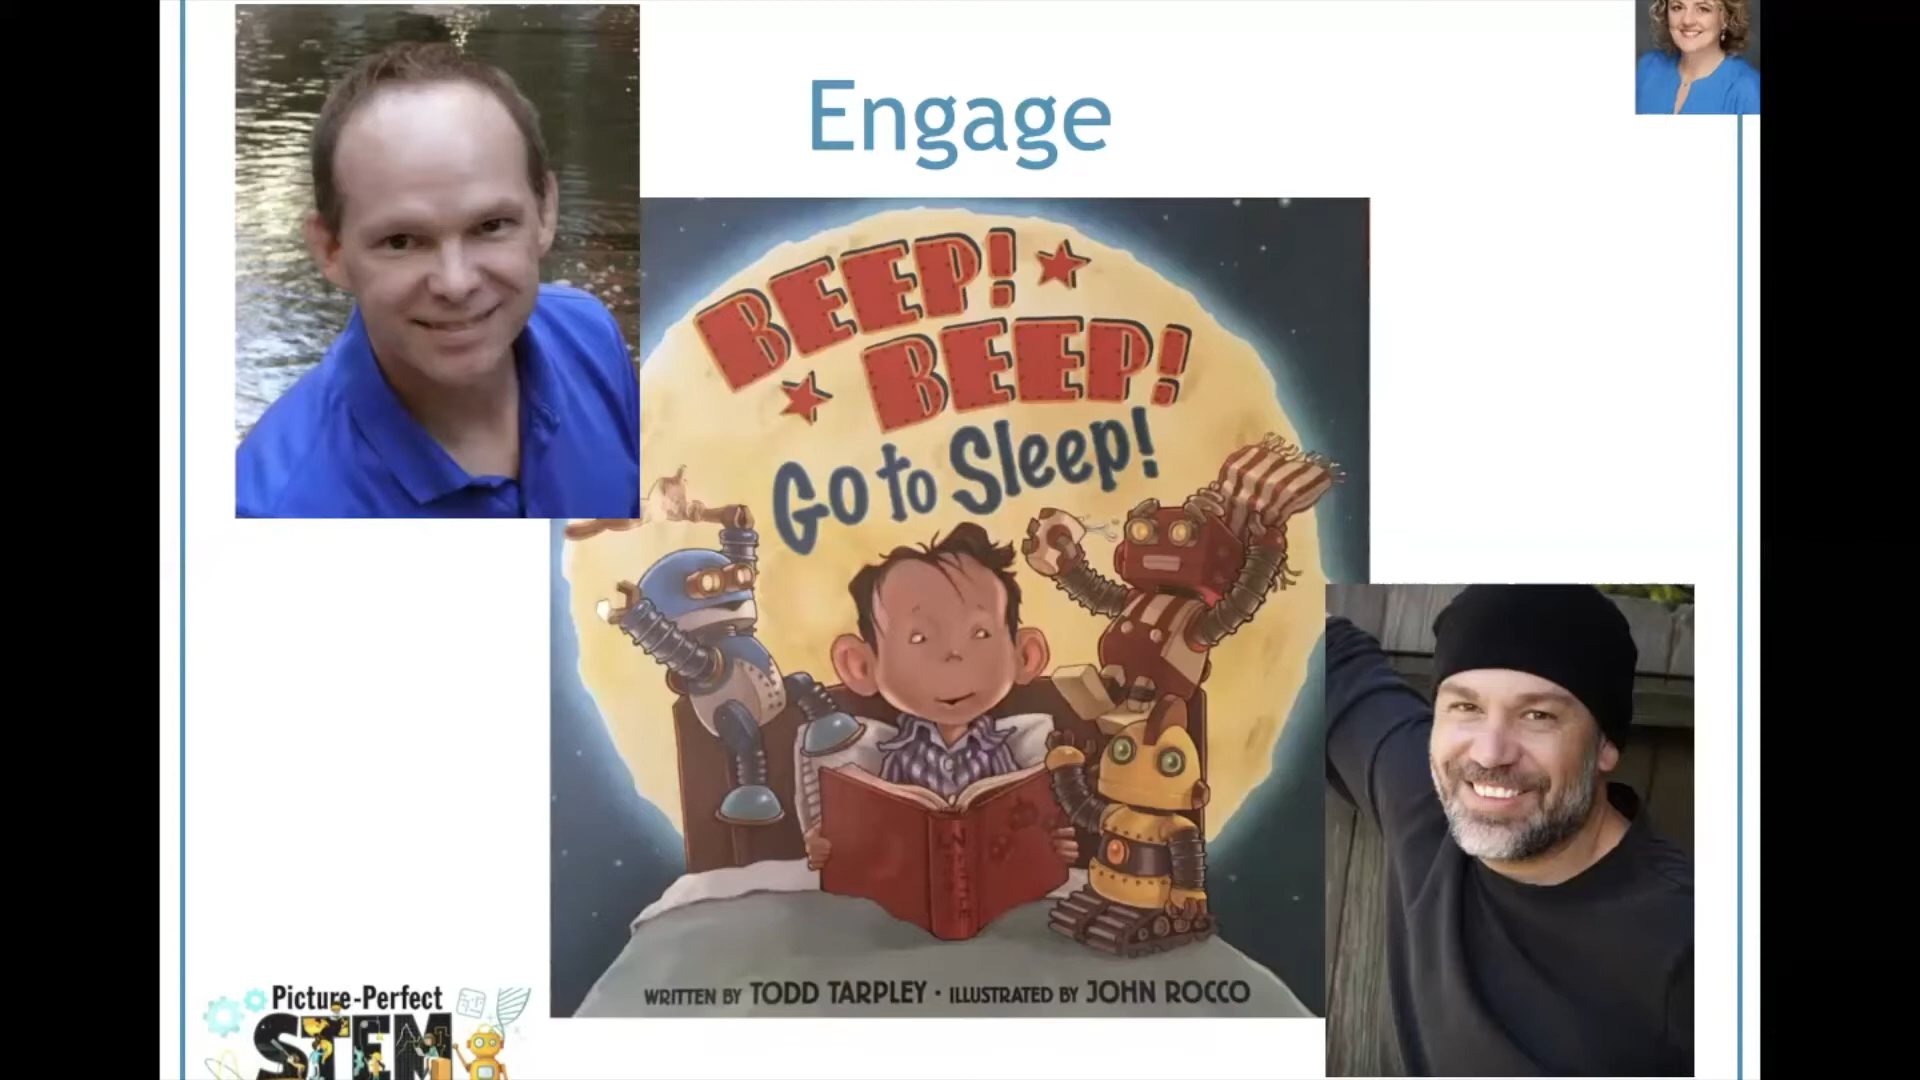 Engage
BEEP!
BEEP!
Go to Sleep!
WRITTEN BY TODD TARPLEY · ILLUSTRATED BY JOHN ROCCO
Picture-Perfect
STEM